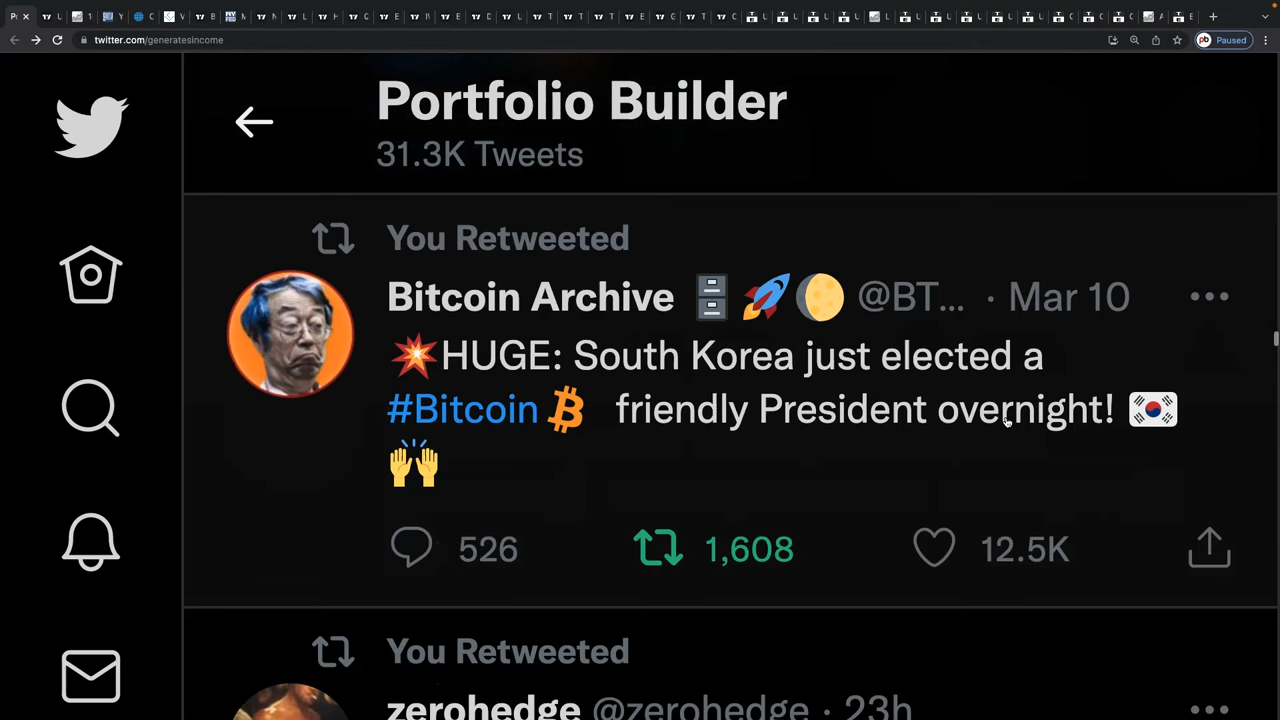 twitter.com/generatesincome
Paused
Portfolio Builder
31.3K Tweets
You Retweeted
Bitcoin Archive 🗄️🚀🌔 @BT... · Mar 10
💥HUGE: South Korea just elected a
#Bitcoin friendly President overnight! 🇰🇷
🙌
526
1,608
12.5K
You Retweeted
zerohedge @zerohedge · 23h